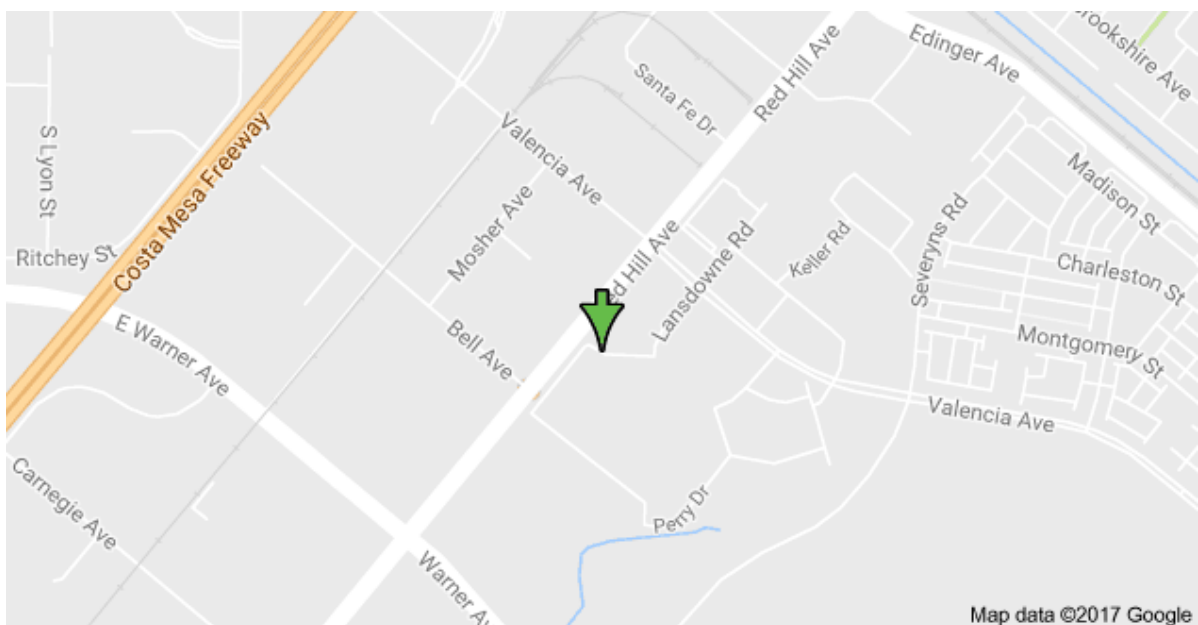 Edinger Ave
Brookshire Ave
Red Hill Ave
Santa Fe Dr
Valencia Ave
S Lyon St
Costa Mesa Freeway
Ritchey St
Mosher Ave
Red Hill Ave
Lansdowne Rd
Keller Rd
Severyns Rd
Madison St
Charleston St
Montgomery St
E Warner Ave
Bell Ave
Valencia Ave
Carnegie Ave
Perry Dr
Warner Av
Map data ©2017 Google